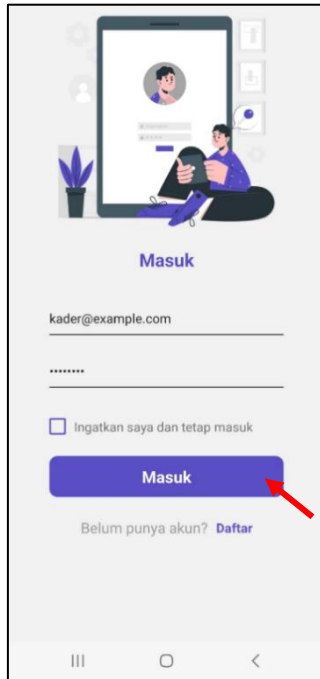 Masuk
kader@example.com
••••••••
Ingatkan saya dan tetap masuk
Masuk
Belum punya akun? Daftar